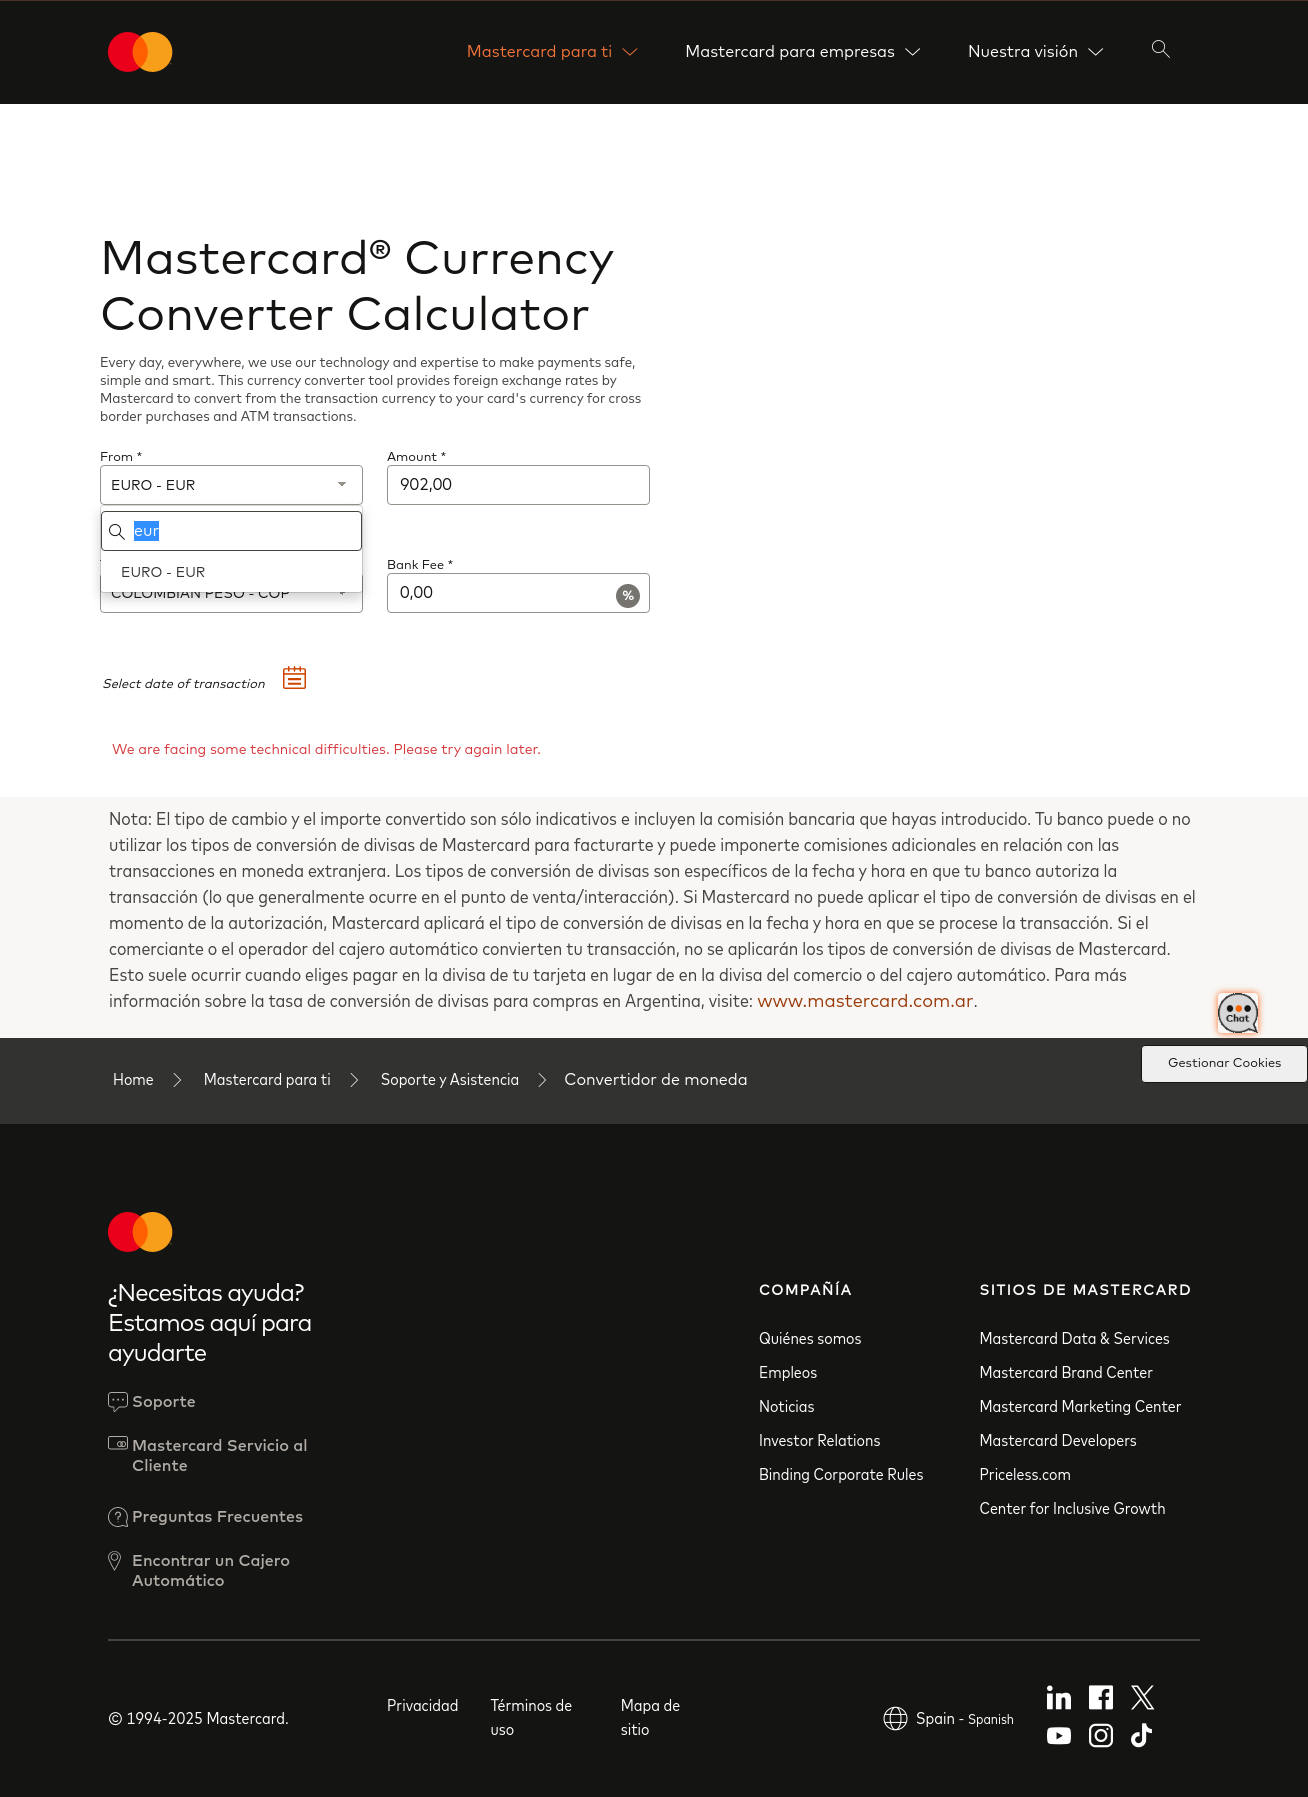 Mastercard para ti
Mastercard para empresas
Nuestra visión
Mastercard® Currency
Converter Calculator
Every day, everywhere, we use our technology and expertise to make payments safe,
simple and smart. This currency converter tool provides foreign exchange rates by
Mastercard to convert from the transaction currency to your card's currency for cross
border purchases and ATM transactions.
From *
Amount *
EURO - EUR
902,00
eur
EURO - EUR
Bank Fee *
COLOMBIAN PESO - COP
0,00
%
Select date of transaction
We are facing some technical difficulties. Please try again later.
Nota: El tipo de cambio y el importe convertido son sólo indicativos e incluyen la comisión bancaria que hayas introducido. Tu banco puede o no
utilizar los tipos de conversión de divisas de Mastercard para facturarte y puede imponerte comisiones adicionales en relación con las
transacciones en moneda extranjera. Los tipos de conversión de divisas son específicos de la fecha y hora en que tu banco autoriza la
transacción (lo que generalmente ocurre en el punto de venta/interacción). Si Mastercard no puede aplicar el tipo de conversión de divisas en el
momento de la autorización, Mastercard aplicará el tipo de conversión de divisas en la fecha y hora en que se procese la transacción. Si el
comerciante o el operador del cajero automático convierten tu transacción, no se aplicarán los tipos de conversión de divisas de Mastercard.
Esto suele ocurrir cuando eliges pagar en la divisa de tu tarjeta en lugar de en la divisa del comercio o del cajero automático. Para más
información sobre la tasa de conversión de divisas para compras en Argentina, visite: www.mastercard.com.ar.
Chat
Gestionar Cookies
Home
Mastercard para ti
Soporte y Asistencia
Convertidor de moneda
¿Necesitas ayuda?
Estamos aquí para
ayudarte
Soporte
Mastercard Servicio al
Cliente
Preguntas Frecuentes
Encontrar un Cajero
Automático
COMPAÑÍA
Quiénes somos
Empleos
Noticias
Investor Relations
Binding Corporate Rules
SITIOS DE MASTERCARD
Mastercard Data & Services
Mastercard Brand Center
Mastercard Marketing Center
Mastercard Developers
Priceless.com
Center for Inclusive Growth
© 1994-2025 Mastercard.
Privacidad
Términos de
uso
Mapa de
sitio
Spain - Spanish